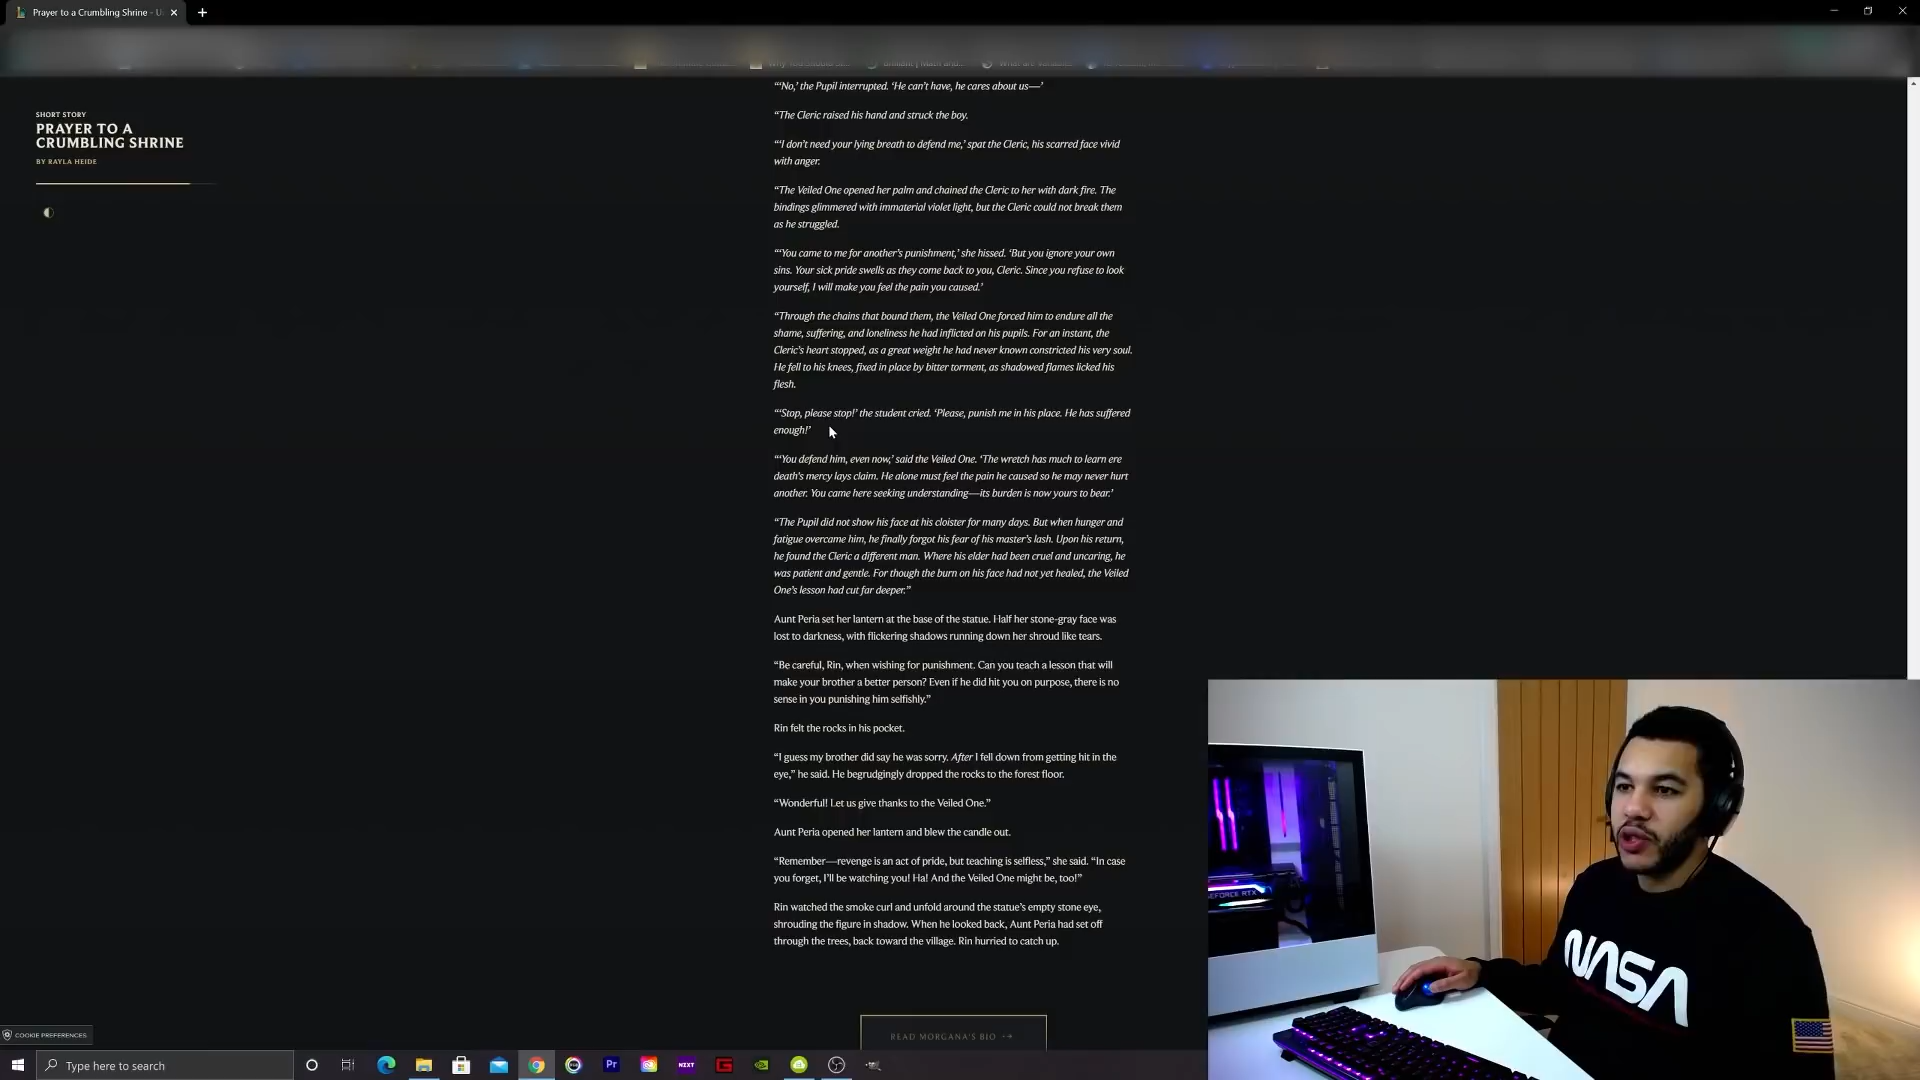 Prayer to a Crumbling Shrine - U
SHORT STORY
PRAYER TO A
CRUMBLING SHRINE
BY RAYLA HEIDE
“‘No,’ the Pupil interrupted. ‘He can’t have, he cares about us—’
“The Cleric raised his hand and struck the boy.
“‘I don’t need your lying breath to defend me,’ spat the Cleric, his scarred face vivid
with anger.
“The Veiled One opened her palm and chained the Cleric to her with dark fire. The
bindings glimmered with immaterial violet light, but the Cleric could not break them
as he struggled.
“‘You came to me for another’s punishment,’ she hissed. ‘But you ignore your own
sins. Your sick pride swells as they come back to you, Cleric. Since you refuse to look
yourself, I will make you feel the pain you caused.’
“Through the chains that bound them, the Veiled One forced him to endure all the
shame, suffering, and loneliness he had inflicted on his pupils. For an instant, the
Cleric’s heart stopped, as a great weight he had never known constricted his very soul.
He fell to his knees, fixed in place by bitter torment, as shadowed flames licked his
flesh.
“‘Stop, please stop!’ the student cried. ‘Please, punish me in his place. He has suffered
enough!’
“‘You defend him, even now,’ said the Veiled One. ‘The wretch has much to learn ere
death’s mercy lays claim. He alone must feel the pain he caused so he may never hurt
another. You came here seeking understanding—its burden is now yours to bear.’
“The Pupil did not show his face at his cloister for many days. But when hunger and
fatigue overcame him, he finally forgot his fear of his master’s lash. Upon his return,
he found the Cleric a different man. Where his elder had been cruel and uncaring, he
was patient and gentle. For though the burn on his face had not yet healed, the Veiled
One’s lesson had cut far deeper.”
Aunt Peria set her lantern at the base of the statue. Half her stone-gray face was
lost to darkness, with flickering shadows running down her shroud like tears.
“Be careful, Rin, when wishing for punishment. Can you teach a lesson that will
make your brother a better person? Even if he did hit you on purpose, there is no
sense in you punishing him selfishly.”
Rin felt the rocks in his pocket.
“I guess my brother did say he was sorry. After I fell down from getting hit in the
eye,” he said. He begrudgingly dropped the rocks to the forest floor.
“Wonderful! Let us give thanks to the Veiled One.”
Aunt Peria opened her lantern and blew the candle out.
“Remember—revenge is an act of pride, but teaching is selfless,” she said. “In case
you forget, I’ll be watching you! Ha! And the Veiled One might be, too!”
Rin watched the smoke curl and unfold around the statue’s empty stone eye,
shrouding the figure in shadow. When he looked back, Aunt Peria had set off
through the trees, back toward the village. Rin hurried to catch up.
READ MORGANA'S BIO
COOKIE PREFERENCES
Type here to search
Pr
NZXT
GEFORCE RTX
NASA